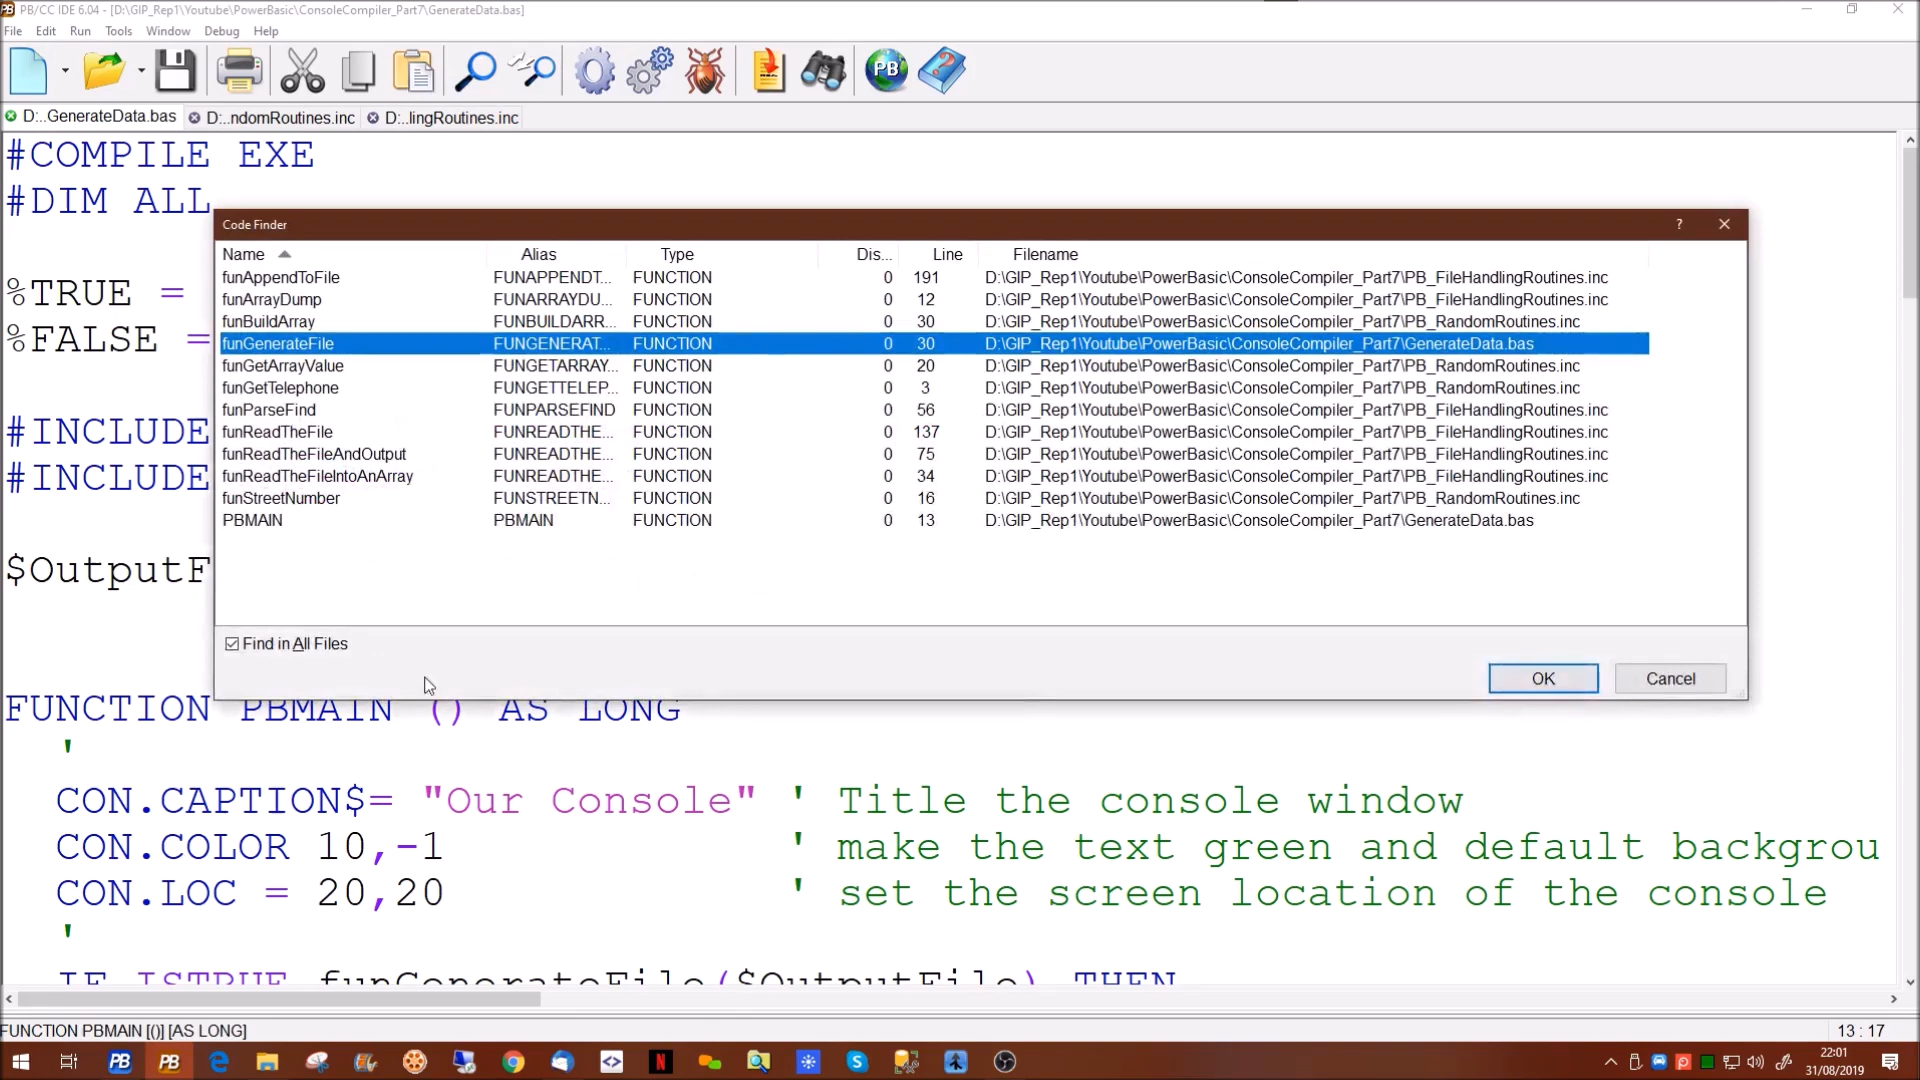 PB/CC IDE 6.04 - [D:\GIP_Rep1\Youtube\PowerBasic\ConsoleCompiler_Part7\GenerateData.bas]
File Edit Run Tools Window Debug Help
D:..GenerateData.bas D:..ndomRoutines.inc D:..lingRoutines.inc
#COMPILE EXE
#DIM ALL
%TRUE =
%FALSE =
#INCLUDE
#INCLUDE
$OutputF
Code Finder
Name Alias Type Dis... Line Filename
funAppendToFile FUNAPPENDT... FUNCTION 0 191 D:\GIP_Rep1\Youtube\PowerBasic\ConsoleCompiler_Part7\PB_FileHandlingRoutines.inc
funArrayDump FUNARRAYDU... FUNCTION 0 12 D:\GIP_Rep1\Youtube\PowerBasic\ConsoleCompiler_Part7\PB_FileHandlingRoutines.inc
funBuildArray FUNBUILDARR... FUNCTION 0 30 D:\GIP_Rep1\Youtube\PowerBasic\ConsoleCompiler_Part7\PB_RandomRoutines.inc
funGenerateFile FUNGENERAT... FUNCTION 0 30 D:\GIP_Rep1\Youtube\PowerBasic\ConsoleCompiler_Part7\GenerateData.bas
funGetArrayValue FUNGETARRAY... FUNCTION 0 20 D:\GIP_Rep1\Youtube\PowerBasic\ConsoleCompiler_Part7\PB_RandomRoutines.inc
funGetTelephone FUNGETTELEP... FUNCTION 0 3 D:\GIP_Rep1\Youtube\PowerBasic\ConsoleCompiler_Part7\PB_RandomRoutines.inc
funParseFind FUNPARSEFIND FUNCTION 0 56 D:\GIP_Rep1\Youtube\PowerBasic\ConsoleCompiler_Part7\PB_FileHandlingRoutines.inc
funReadTheFile FUNREADTHE... FUNCTION 0 137 D:\GIP_Rep1\Youtube\PowerBasic\ConsoleCompiler_Part7\PB_FileHandlingRoutines.inc
funReadTheFileAndOutput FUNREADTHE... FUNCTION 0 75 D:\GIP_Rep1\Youtube\PowerBasic\ConsoleCompiler_Part7\PB_FileHandlingRoutines.inc
funReadTheFileIntoAnArray FUNREADTHE... FUNCTION 0 34 D:\GIP_Rep1\Youtube\PowerBasic\ConsoleCompiler_Part7\PB_FileHandlingRoutines.inc
funStreetNumber FUNSTREETN... FUNCTION 0 16 D:\GIP_Rep1\Youtube\PowerBasic\ConsoleCompiler_Part7\PB_RandomRoutines.inc
PBMAIN PBMAIN FUNCTION 0 13 D:\GIP_Rep1\Youtube\PowerBasic\ConsoleCompiler_Part7\GenerateData.bas
Find in All Files
OK Cancel
FUNCTION PBMAIN () AS LONG
'
CON.CAPTION$= "Our Console" ' Title the console window
CON.COLOR 10,-1 ' make the text green and default backgrou
CON.LOC = 20,20 ' set the screen location of the console
'
IF ISTRUE funGenerateFile($OutputFile) THEN
FUNCTION PBMAIN [()] [AS LONG] 13 : 17
22:01
31/08/2019